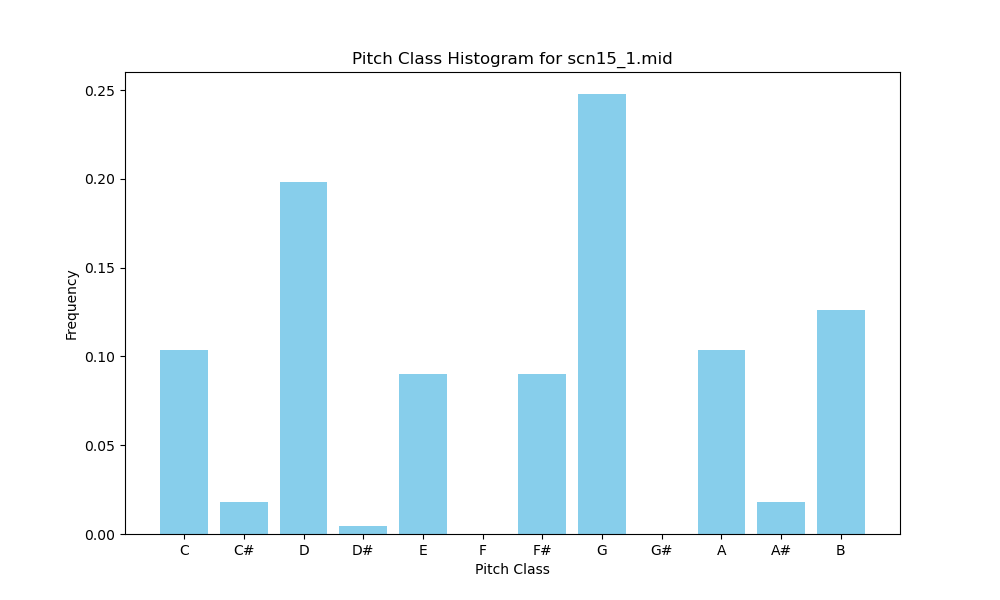 Pitch Class Histogram for scn15_1.mid
Frequency
0.25
0.20
0.15
0.10
0.05
0.00
C C# D D# E F F# G G# A A# B
Pitch Class